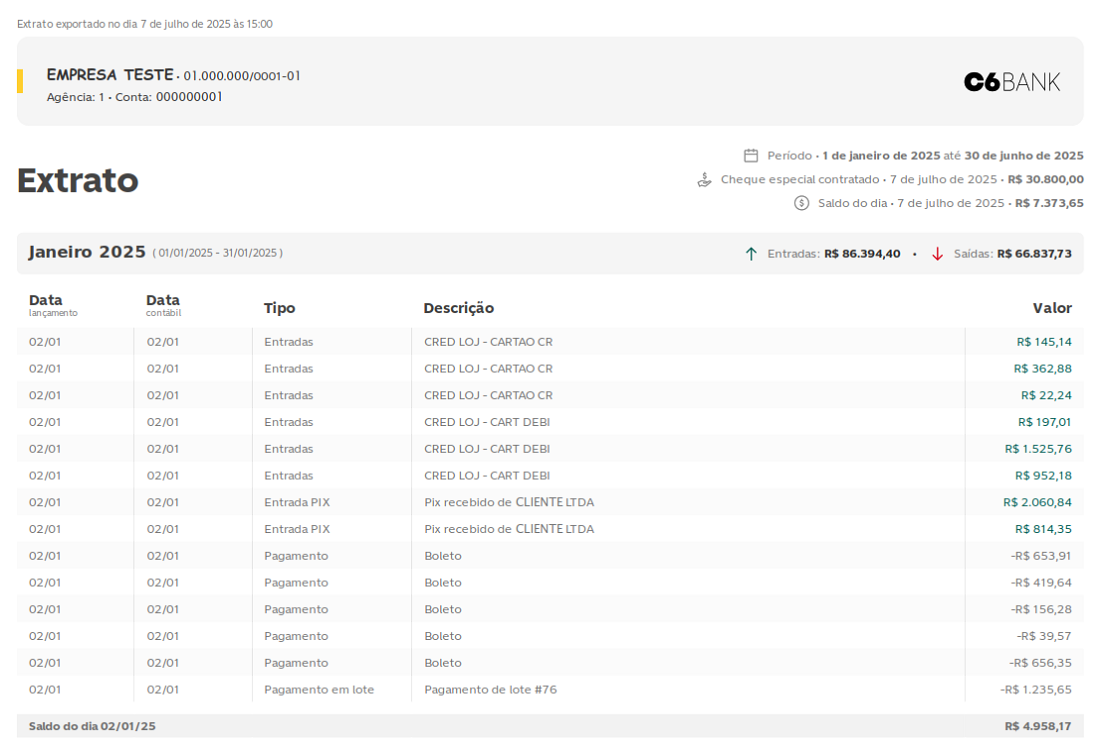 Extrato exportado no dia 7 de julho de 2025 às 15:00
EMPRESA TESTE • 01.000.000/0001-01
Agência: 1 • Conta: 000000001
C6BANK
Extrato
Período • 1 de janeiro de 2025 até 30 de junho de 2025
Cheque especial contratado • 7 de julho de 2025 • R$ 30.800,00
Saldo do dia • 7 de julho de 2025 • R$ 7.373,65
Janeiro 2025 ( 01/01/2025 - 31/01/2025 ) Entradas: R$ 86.394,40 • Saídas: R$ 66.837,73
Data lançamento Data contábil Tipo Descrição Valor
02/01 02/01 Entradas CRED LOJ - CARTAO CR R$ 145,14
02/01 02/01 Entradas CRED LOJ - CARTAO CR R$ 362,88
02/01 02/01 Entradas CRED LOJ - CARTAO CR R$ 22,24
02/01 02/01 Entradas CRED LOJ - CART DEBI R$ 197,01
02/01 02/01 Entradas CRED LOJ - CART DEBI R$ 1.525,76
02/01 02/01 Entradas CRED LOJ - CART DEBI R$ 952,18
02/01 02/01 Entrada PIX Pix recebido de CLIENTE LTDA R$ 2.060,84
02/01 02/01 Entrada PIX Pix recebido de CLIENTE LTDA R$ 814,35
02/01 02/01 Pagamento Boleto -R$ 653,91
02/01 02/01 Pagamento Boleto -R$ 419,64
02/01 02/01 Pagamento Boleto -R$ 156,28
02/01 02/01 Pagamento Boleto -R$ 39,57
02/01 02/01 Pagamento Boleto -R$ 656,35
02/01 02/01 Pagamento em lote Pagamento de lote #76 -R$ 1.235,65
Saldo do dia 02/01/25 R$ 4.958,17